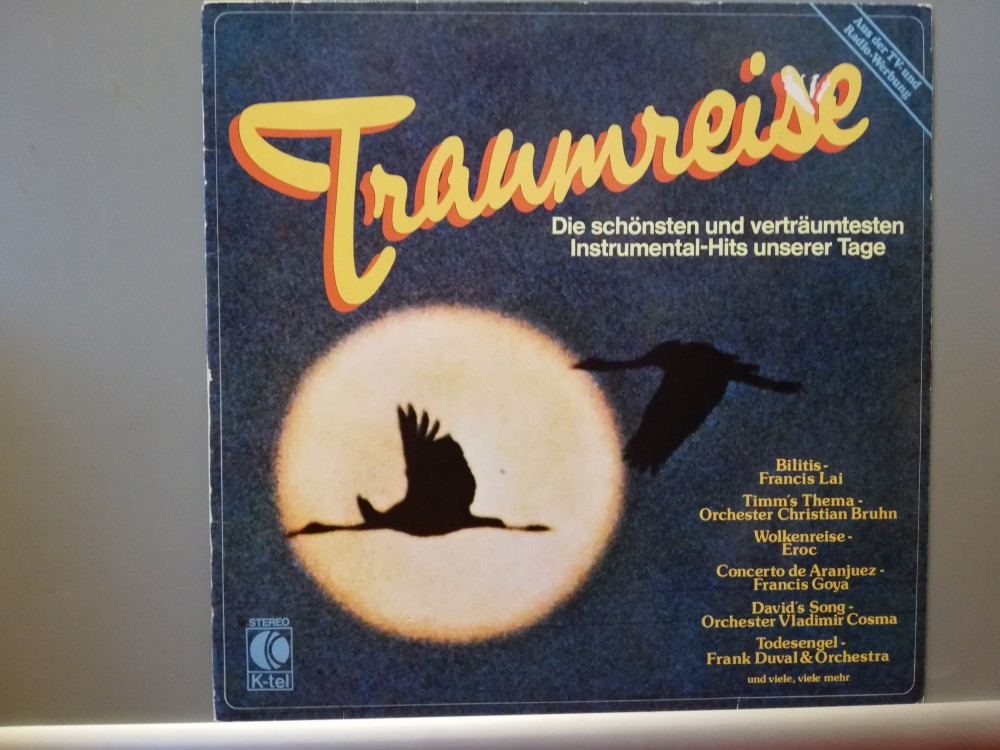 Aus der TV- und
Radio-Werbung
Traumreise
Die schönsten und verträumtesten
Instrumental-Hits unserer Tage
Bilitis -
Francis Lai
Timm's Thema -
Orchester Christian Bruhn
Wolkenreise -
Eroc
Concerto de Aranjuez -
Francis Goya
David's Song -
Orchester Vladimir Cosma
Todesengel -
Frank Duval & Orchestra
und viele, viele mehr
STEREO
K-tel